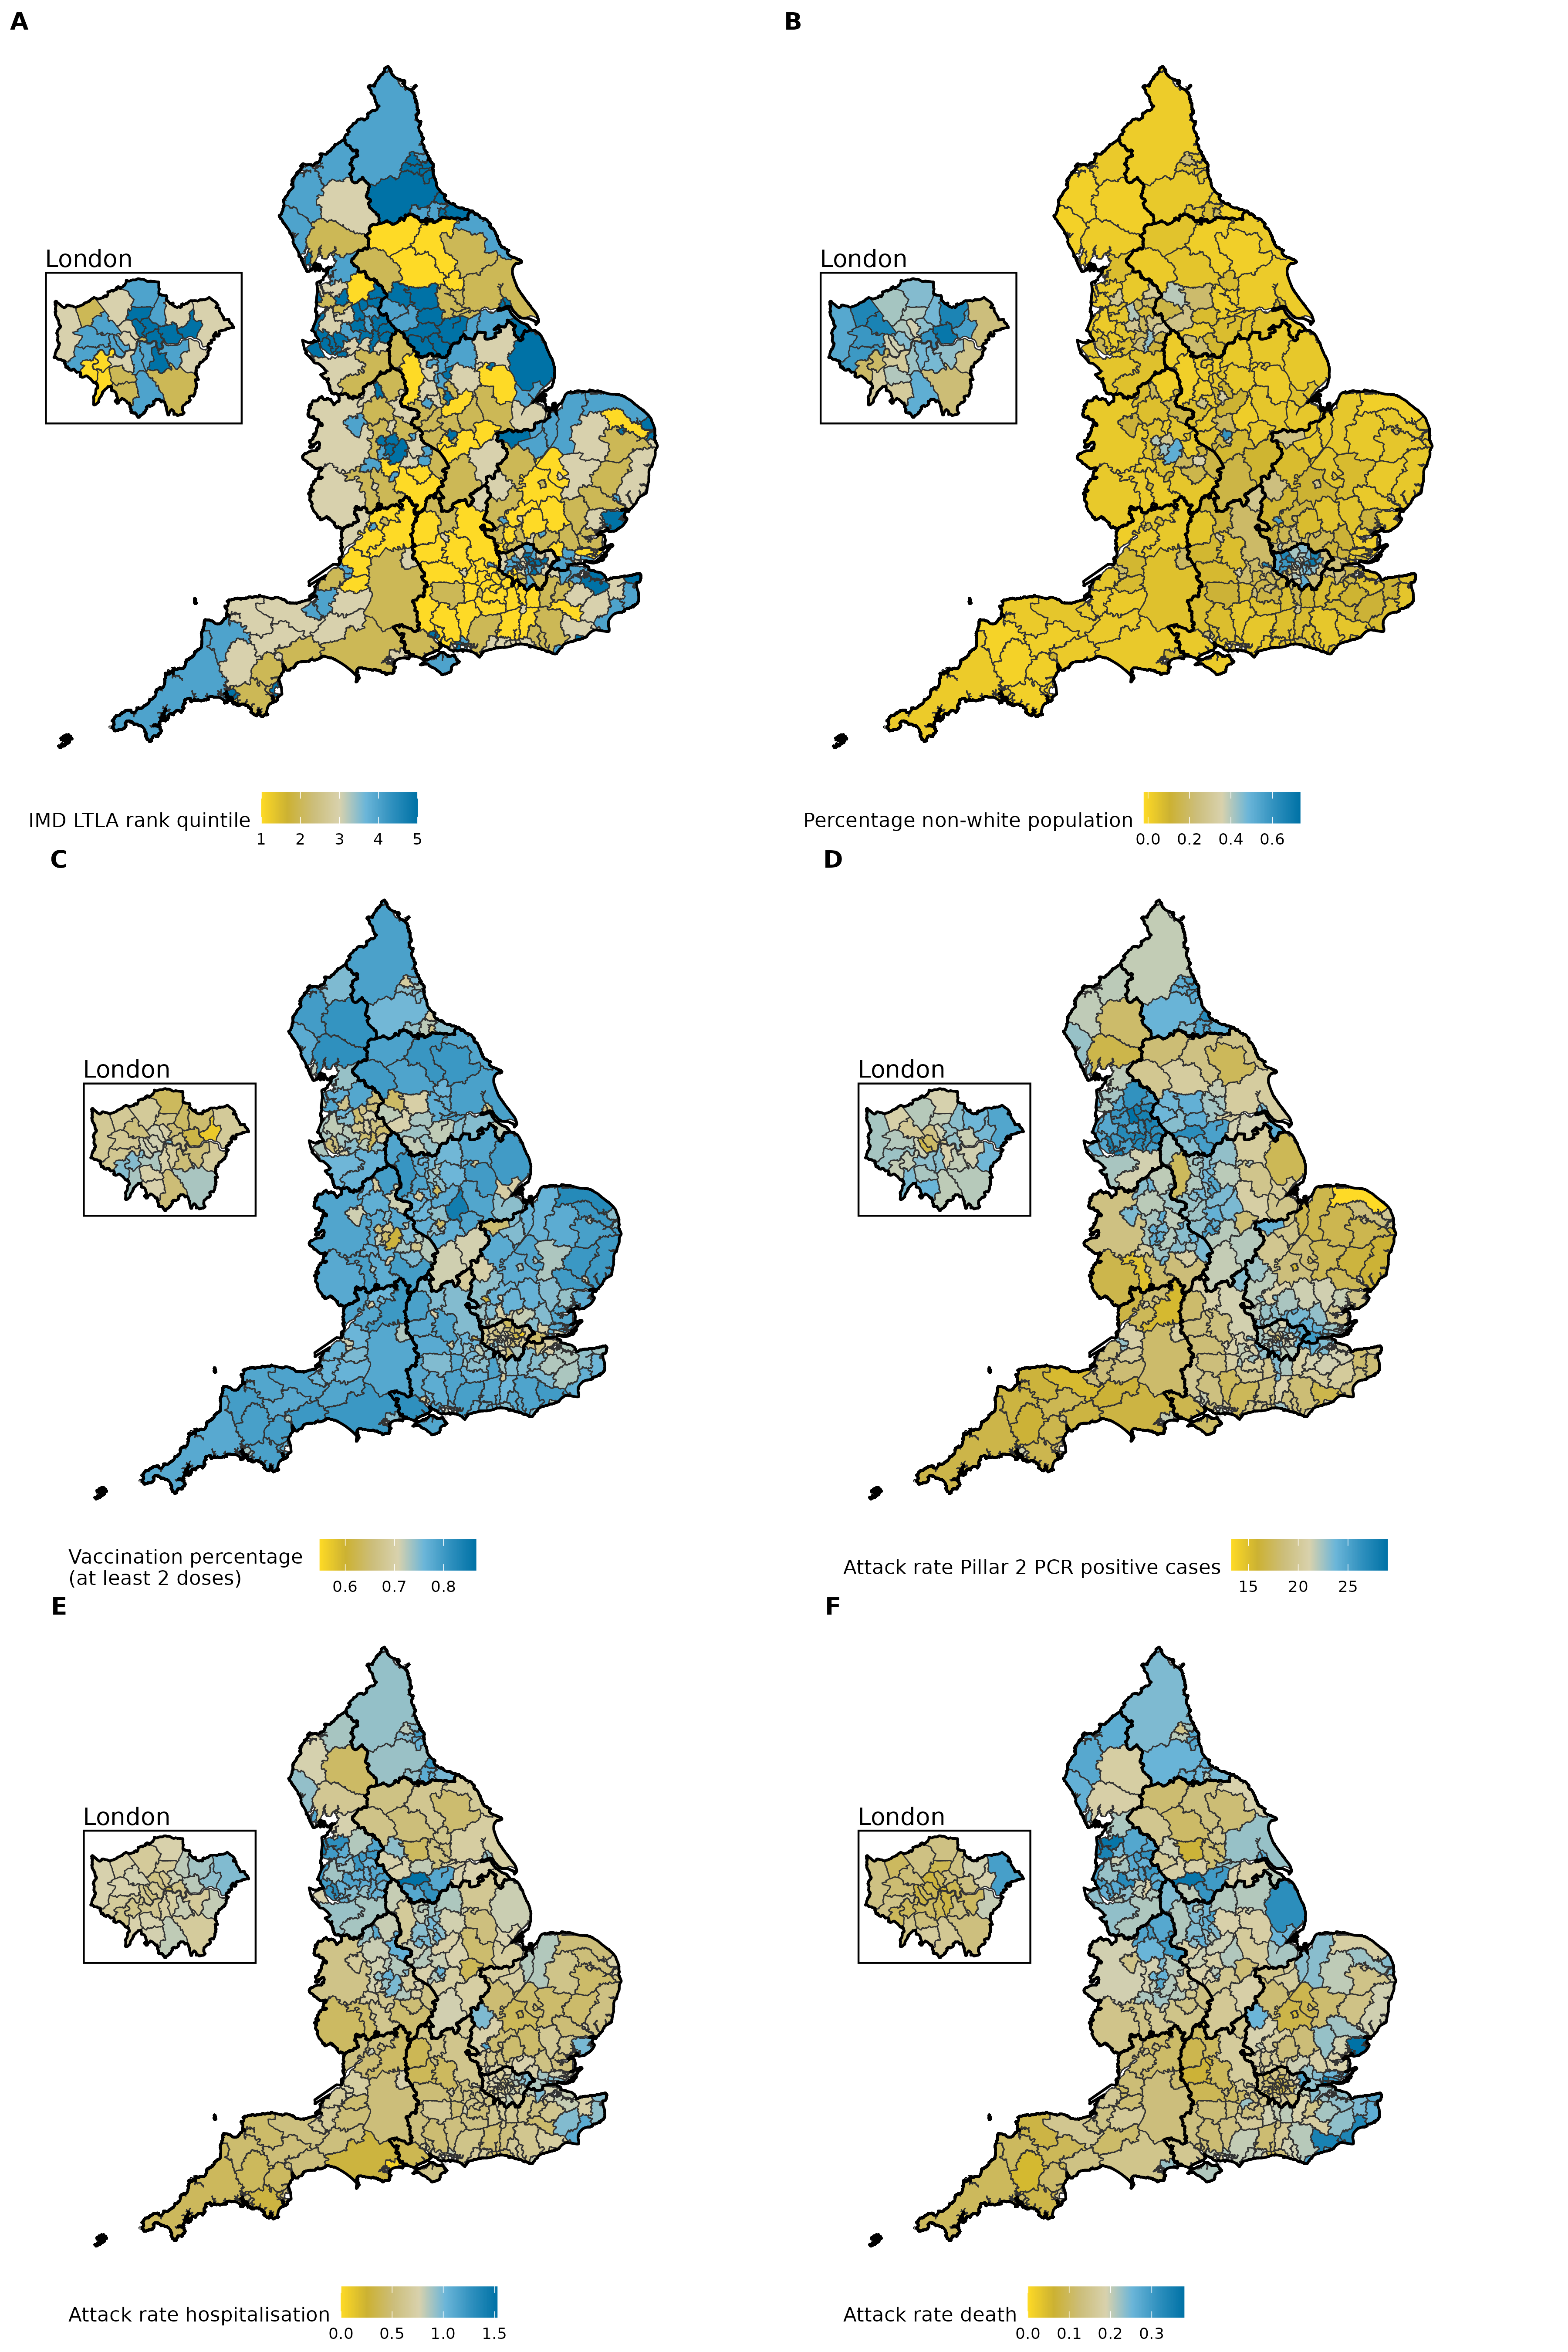 A
B
London
London
IMD LTLA rank quintile
1 2 3 4 5
Percentage non-white population
0.0 0.2 0.4 0.6
C
D
London
London
Vaccination percentage
(at least 2 doses)
0.6 0.7 0.8
Attack rate Pillar 2 PCR positive cases
15 20 25
E
F
London
London
Attack rate hospitalisation
0.0 0.5 1.0 1.5
Attack rate death
0.0 0.1 0.2 0.3